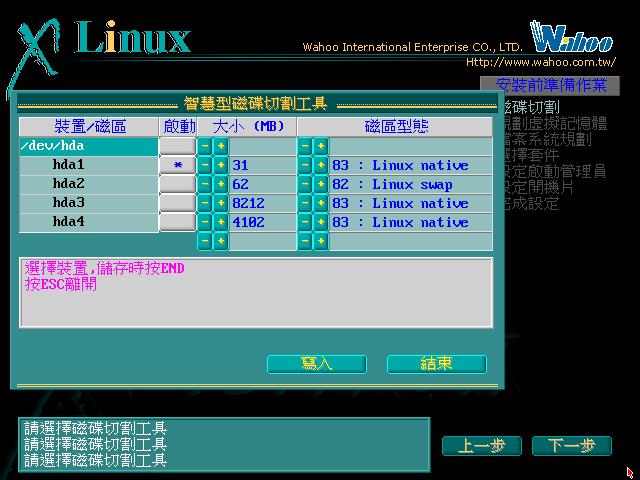 X Linux
Wahoo International Enterprise CO., LTD.
Wahoo
Http://www.wahoo.com.tw/
安裝前準備作業
磁碟切割
規劃虛擬記憶體
檔案系統規劃
選擇套件
設定啟動管理員
設定開機片
完成設定
智慧型磁碟切割工具
裝置/磁區 啟動 大小 (MB) 磁區型態
/dev/hda - + - +
hda1 * - + 31 - + 83 : Linux native
hda2 - + 62 - + 82 : Linux swap
hda3 - + 8212 - + 83 : Linux native
hda4 - + 4102 - + 83 : Linux native
- + - +
選擇裝置,儲存時按END
按ESC離開
寫入 結束
請選擇磁碟切割工具
請選擇磁碟切割工具
請選擇磁碟切割工具
上一步 下一步